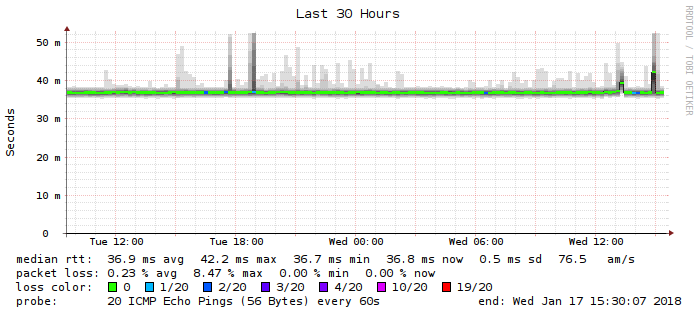 Last 30 Hours
RRDTOOL / TOBI OETIKER
Seconds
50 m
40 m
30 m
20 m
10 m
0
Tue 12:00 Tue 18:00 Wed 00:00 Wed 06:00 Wed 12:00
median rtt: 36.9 ms avg 42.2 ms max 36.7 ms min 36.8 ms now 0.5 ms sd 76.5 am/s
packet loss: 0.23 % avg 8.47 % max 0.00 % min 0.00 % now
loss color: 0 1/20 2/20 3/20 4/20 10/20 19/20
probe: 20 ICMP Echo Pings (56 Bytes) every 60s end: Wed Jan 17 15:30:07 2018